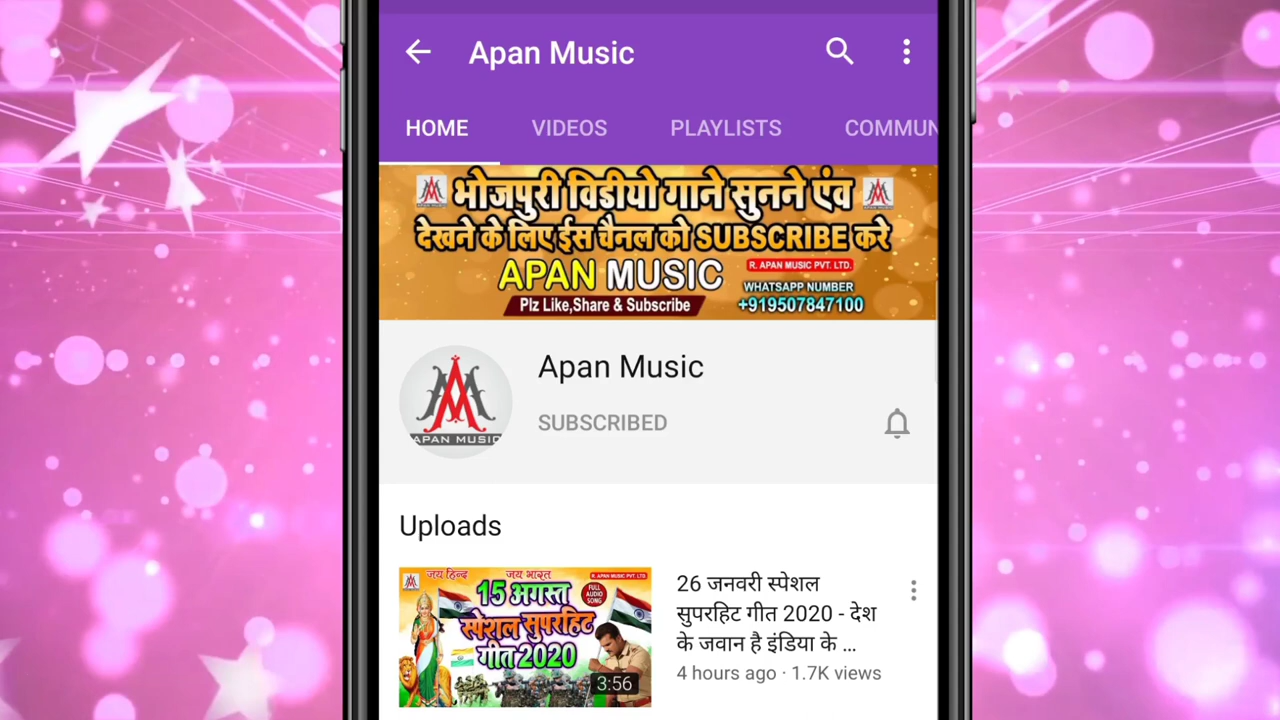 Apan Music
HOME VIDEOS PLAYLISTS COMMUN
भोजपुरी विडीयो गाने सुनने एंव
देखने के लिए ईस चैनल को SUBSCRIBE करे
APAN MUSIC
R. APAN MUSIC PVT. LTD.
WHATSAPP NUMBER
+919507847100
Plz Like,Share & Subscribe
Apan Music
SUBSCRIBED
APAN MUSIC
Uploads
जय हिन्द जय भारत
R. APAN MUSIC PVT. LTD
15 अगस्त
FULL
AUDIO
SONG
स्पेशल सुपरहिट
गीत 2020
3:56
26 जनवरी स्पेशल
सुपरहिट गीत 2020 - देश
के जवान है इंडिया के ...
4 hours ago · 1.7K views